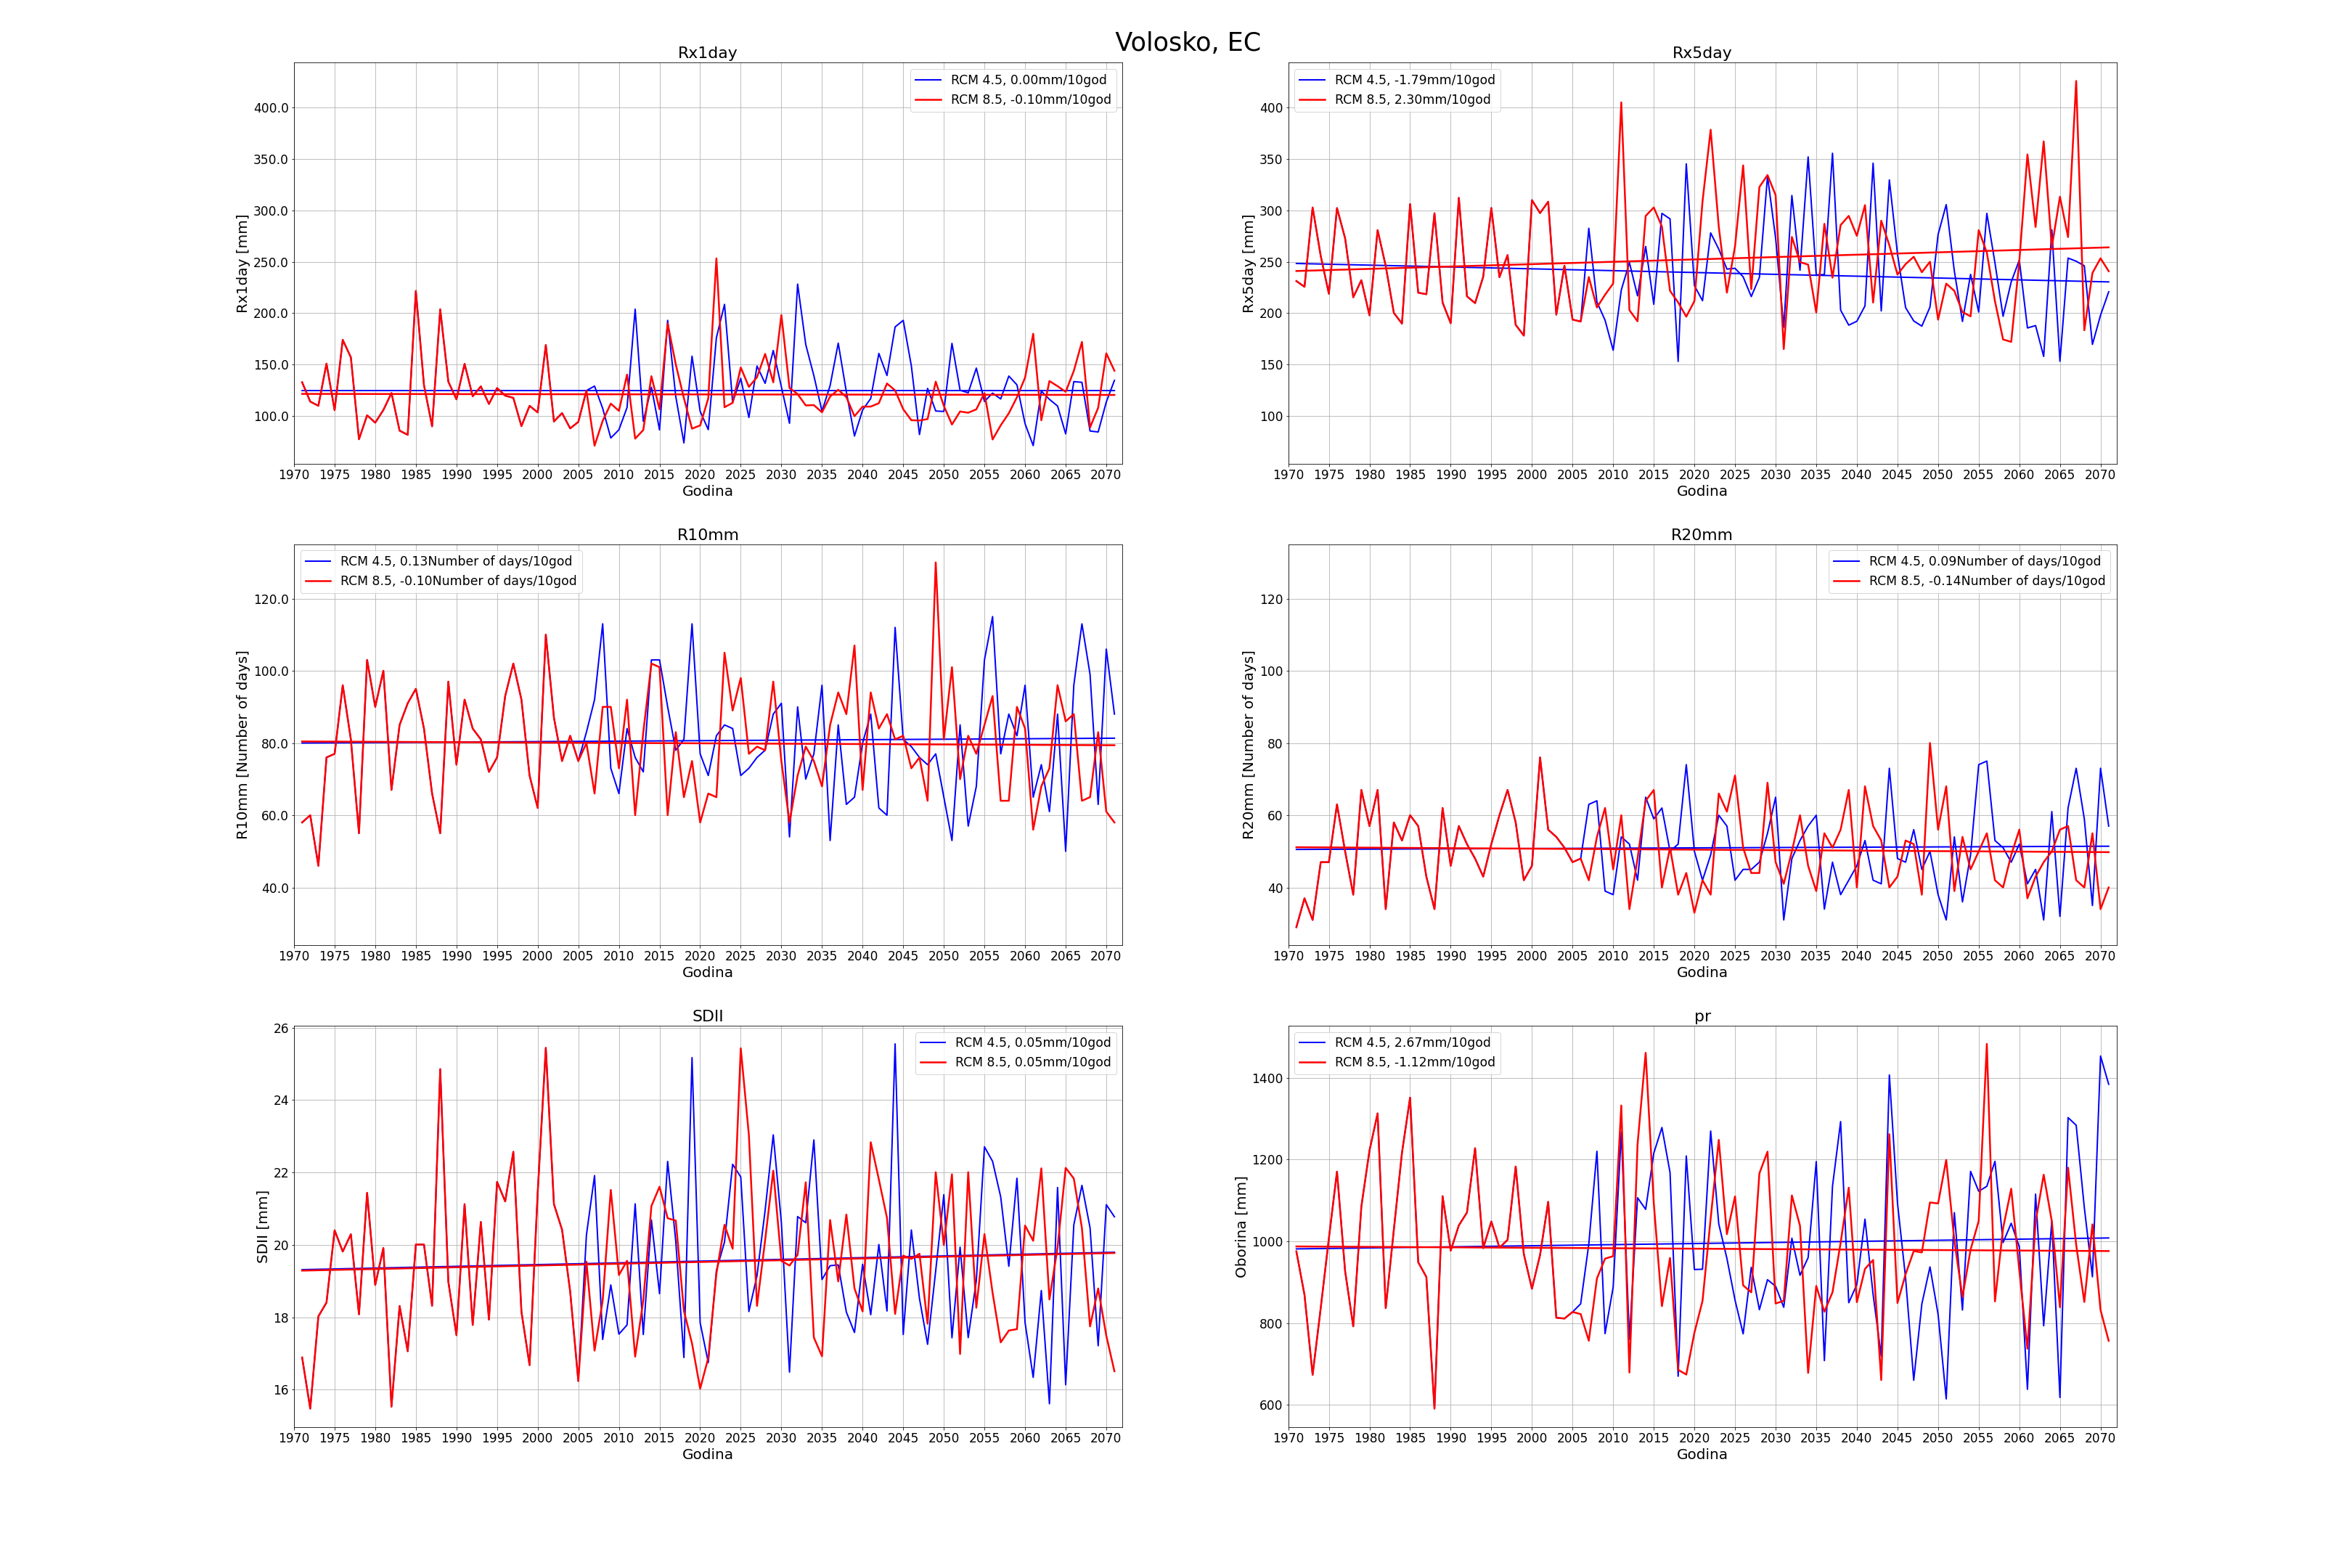 Volosko, EC
Rx1day
RCM 4.5, 0.00mm/10god
RCM 8.5, -0.10mm/10god
Rx1day [mm]
400.0
350.0
300.0
250.0
200.0
150.0
100.0
1970 1975 1980 1985 1990 1995 2000 2005 2010 2015 2020 2025 2030 2035 2040 2045 2050 2055 2060 2065 2070
Godina
Rx5day
RCM 4.5, -1.79mm/10god
RCM 8.5, 2.30mm/10god
Rx5day [mm]
400
350
300
250
200
150
100
1970 1975 1980 1985 1990 1995 2000 2005 2010 2015 2020 2025 2030 2035 2040 2045 2050 2055 2060 2065 2070
Godina
R10mm
RCM 4.5, 0.13Number of days/10god
RCM 8.5, -0.10Number of days/10god
R10mm [Number of days]
120.0
100.0
80.0
60.0
40.0
1970 1975 1980 1985 1990 1995 2000 2005 2010 2015 2020 2025 2030 2035 2040 2045 2050 2055 2060 2065 2070
Godina
R20mm
RCM 4.5, 0.09Number of days/10god
RCM 8.5, -0.14Number of days/10god
R20mm [Number of days]
120
100
80
60
40
1970 1975 1980 1985 1990 1995 2000 2005 2010 2015 2020 2025 2030 2035 2040 2045 2050 2055 2060 2065 2070
Godina
SDII
RCM 4.5, 0.05mm/10god
RCM 8.5, 0.05mm/10god
SDII [mm]
26
24
22
20
18
16
1970 1975 1980 1985 1990 1995 2000 2005 2010 2015 2020 2025 2030 2035 2040 2045 2050 2055 2060 2065 2070
Godina
pr
RCM 4.5, 2.67mm/10god
RCM 8.5, -1.12mm/10god
Oborina [mm]
1400
1200
1000
800
600
1970 1975 1980 1985 1990 1995 2000 2005 2010 2015 2020 2025 2030 2035 2040 2045 2050 2055 2060 2065 2070
Godina